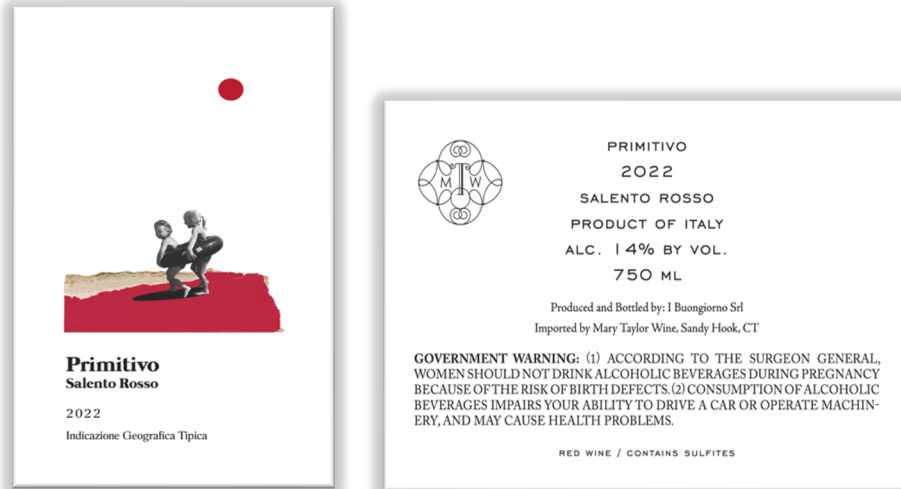 Primitivo
Salento Rosso
2022
Indicazione Geografica Tipica
M T W
PRIMITIVO
2022
SALENTO ROSSO
PRODUCT OF ITALY
ALC. 14% BY VOL.
750 ML
Produced and Bottled by: I Buongiorno Srl
Imported by Mary Taylor Wine, Sandy Hook, CT
GOVERNMENT WARNING: (1) ACCORDING TO THE SURGEON GENERAL,
WOMEN SHOULD NOT DRINK ALCOHOLIC BEVERAGES DURING PREGNANCY
BECAUSE OF THE RISK OF BIRTH DEFECTS. (2) CONSUMPTION OF ALCOHOLIC
BEVERAGES IMPAIRS YOUR ABILITY TO DRIVE A CAR OR OPERATE MACHIN-
ERY, AND MAY CAUSE HEALTH PROBLEMS.
RED WINE / CONTAINS SULFITES